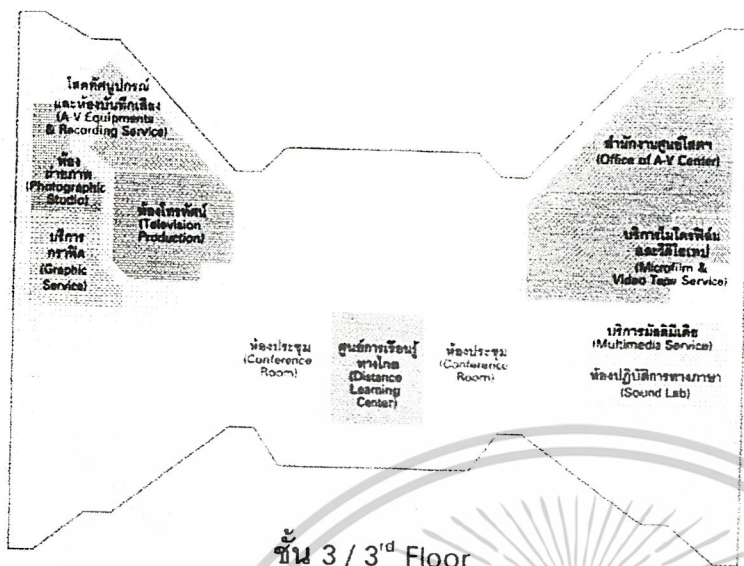 โสตทัศนูปกรณ์
และห้องบันทึกเสียง
(A-V Equipments
& Recording Service)
ห้อง
ถ่ายภาพ
(Photographic
Studio)
บริการ
กราฟิค
(Graphic
Service)
ห้องโทรทัศน์
(Television
Production)
ห้องประชุม
(Conference
Room)
ศูนย์การเรียนรู้
ทางไกล
(Distance
Learning
Center)
ห้องประชุม
(Conference
Room)
สำนักงานศูนย์โสตฯ
(Office of A-V Center)
บริการไมโครฟิล์ม
และวีดีโอเทป
(Microfilm &
Video Tape Service)
บริการมัลติมีเดีย
(Multimedia Service)
ห้องปฏิบัติการทางภาษา
(Sound Lab)
ชั้น 3 / 3rd Floor